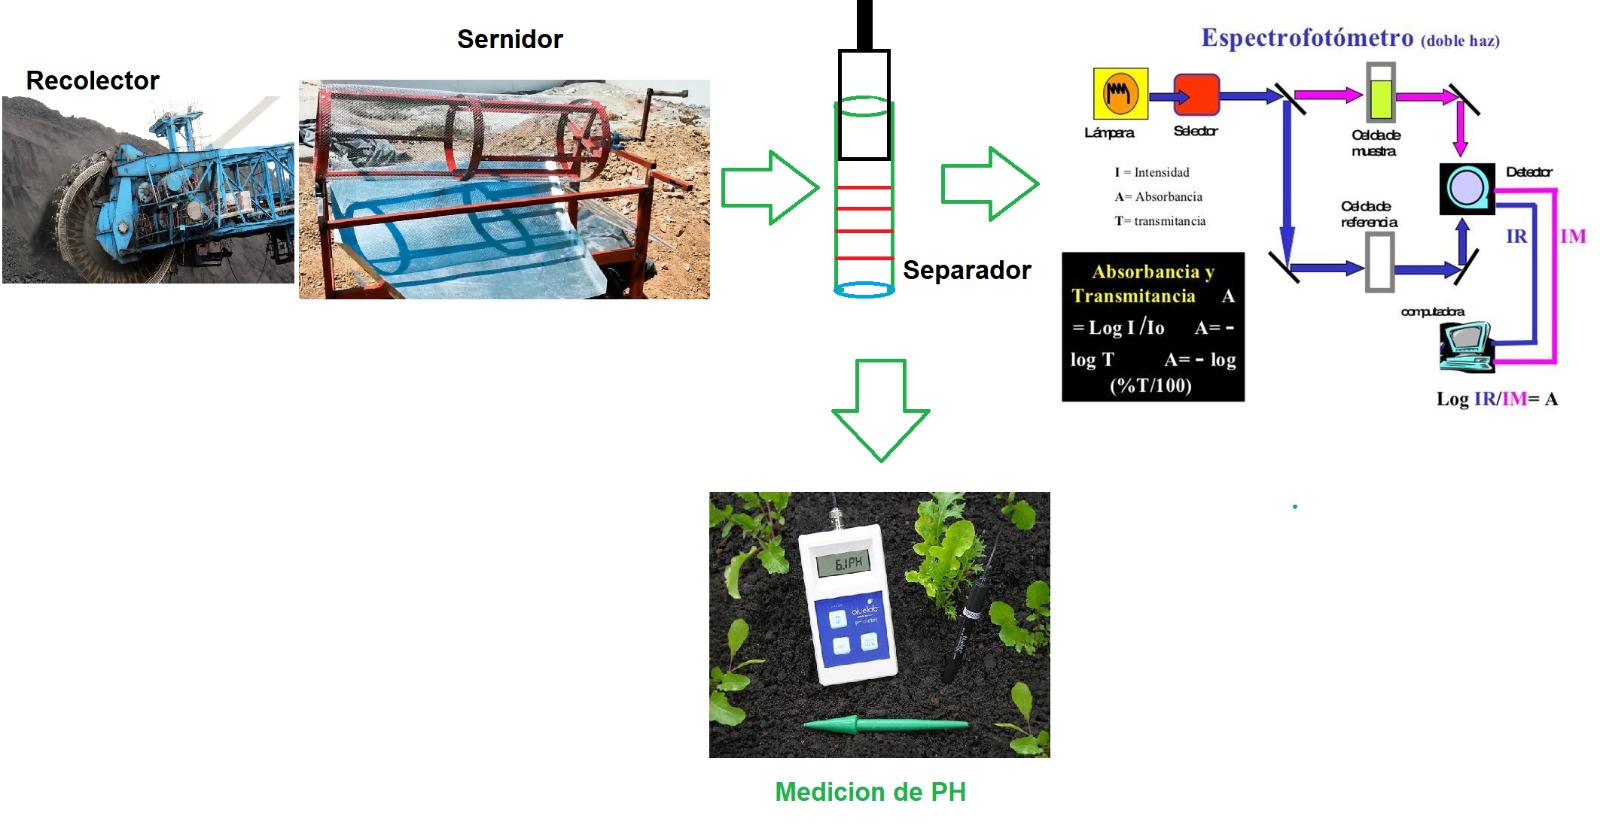 Recolector
Sernidor
Separador
Espectrofotómetro (doble haz)
Lámpara
Selector
Celda de
muestra
I = Intensidad
A= Absorbancia
T= transmitancia
Detector
Celda de
referencia
IR
IM
Absorbancia y
Transmitancia A
= Log I /Io A= -
log T A= - log
(%T/100)
computadora
Log IR/IM= A
6.1PH
bluelab
Medicion de PH